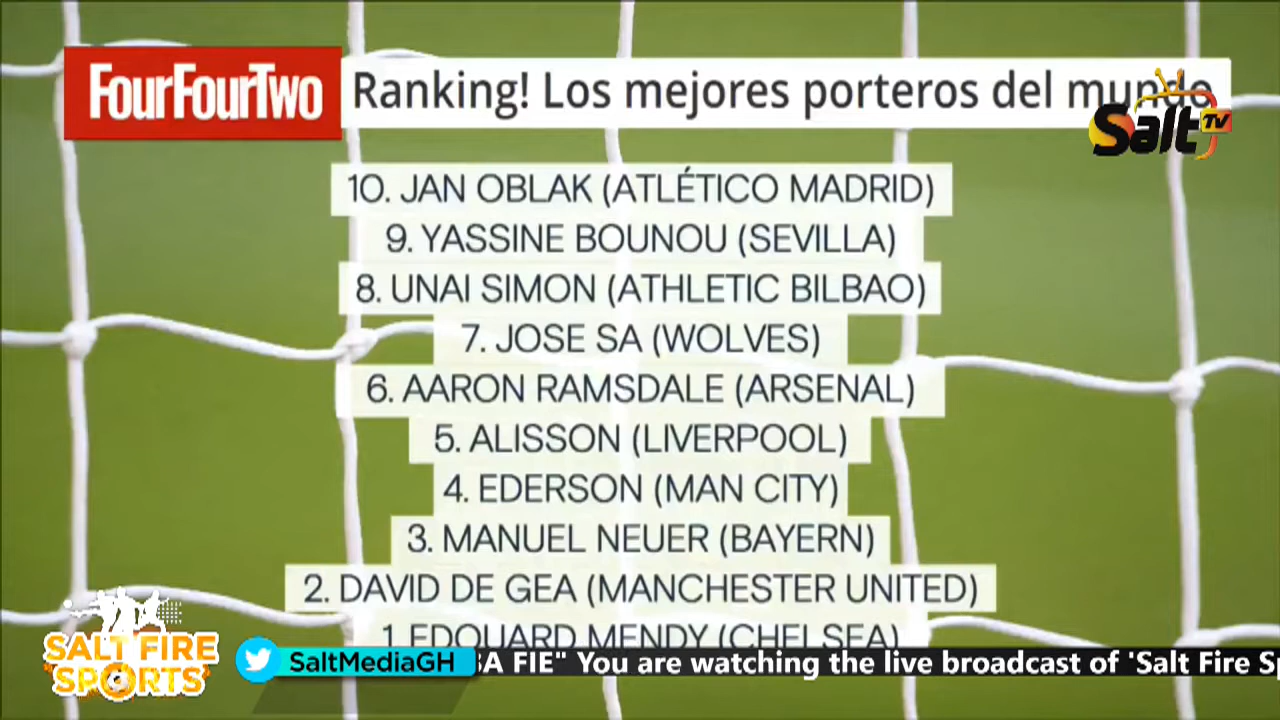 FourFourTwo Ranking! Los mejores porteros del mundo
Salt TV
10. JAN OBLAK (ATLÉTICO MADRID)
9. YASSINE BOUNOU (SEVILLA)
8. UNAI SIMON (ATHLETIC BILBAO)
7. JOSE SA (WOLVES)
6. AARON RAMSDALE (ARSENAL)
5. ALISSON (LIVERPOOL)
4. EDERSON (MAN CITY)
3. MANUEL NEUER (BAYERN)
2. DAVID DE GEA (MANCHESTER UNITED)
1. EDOUARD MENDY (CHELSEA)
SALT FIRE
SPORTS
SaltMediaGH
SA FIE" You are watching the live broadcast of 'Salt Fire Sp